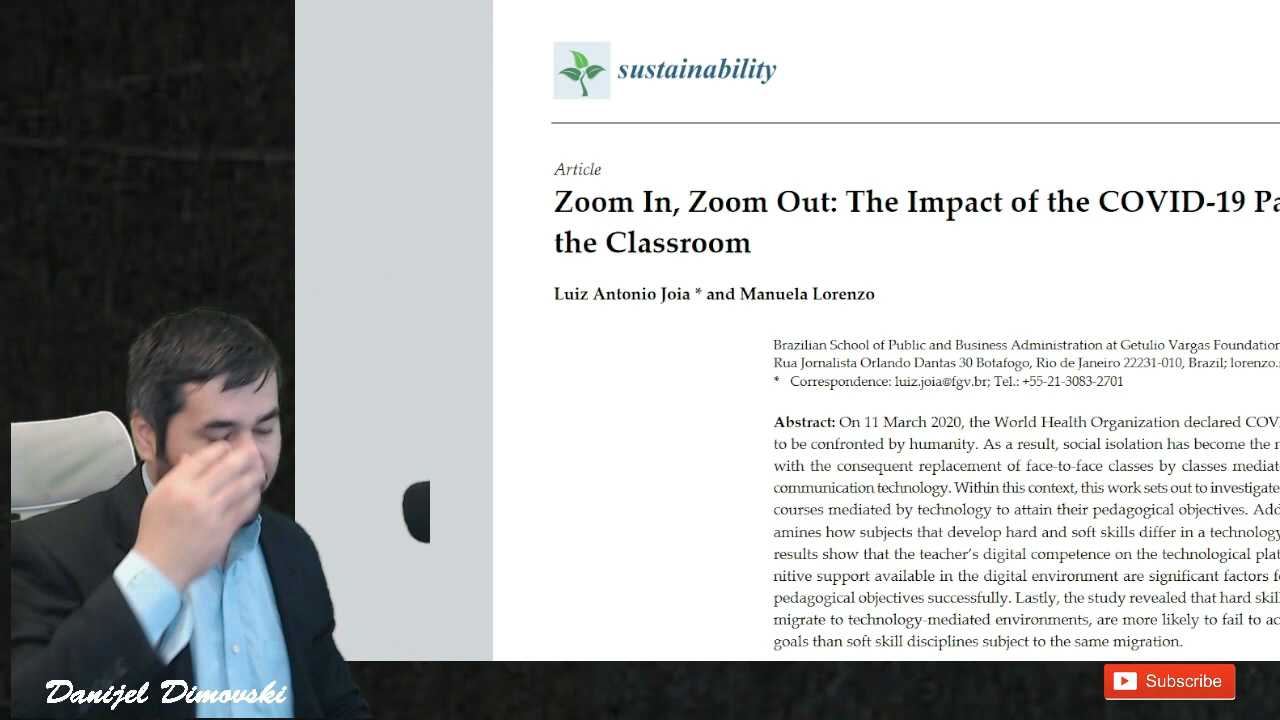 sustainability
Article
Zoom In, Zoom Out: The Impact of the COVID-19 Pa
the Classroom
Luiz Antonio Joia * and Manuela Lorenzo
Brazilian School of Public and Business Administration at Getulio Vargas Foundation
Rua Jornalista Orlando Dantas 30 Botafogo, Rio de Janeiro 22231-010, Brazil; lorenzo.
* Correspondence: luiz.joia@fgv.br; Tel.: +55-21-3083-2701
Abstract: On 11 March 2020, the World Health Organization declared COV
to be confronted by humanity. As a result, social isolation has become the
with the consequent replacement of face-to-face classes by classes mediat
communication technology. Within this context, this work sets out to investigate
courses mediated by technology to attain their pedagogical objectives. Add
amines how subjects that develop hard and soft skills differ in a technology
results show that the teacher's digital competence on the technological plat
nitive support available in the digital environment are significant factors f
pedagogical objectives successfully. Lastly, the study revealed that hard skil
migrate to technology-mediated environments, are more likely to fail to ac
goals than soft skill disciplines subject to the same migration.
Danijel Dimovski
Subscribe